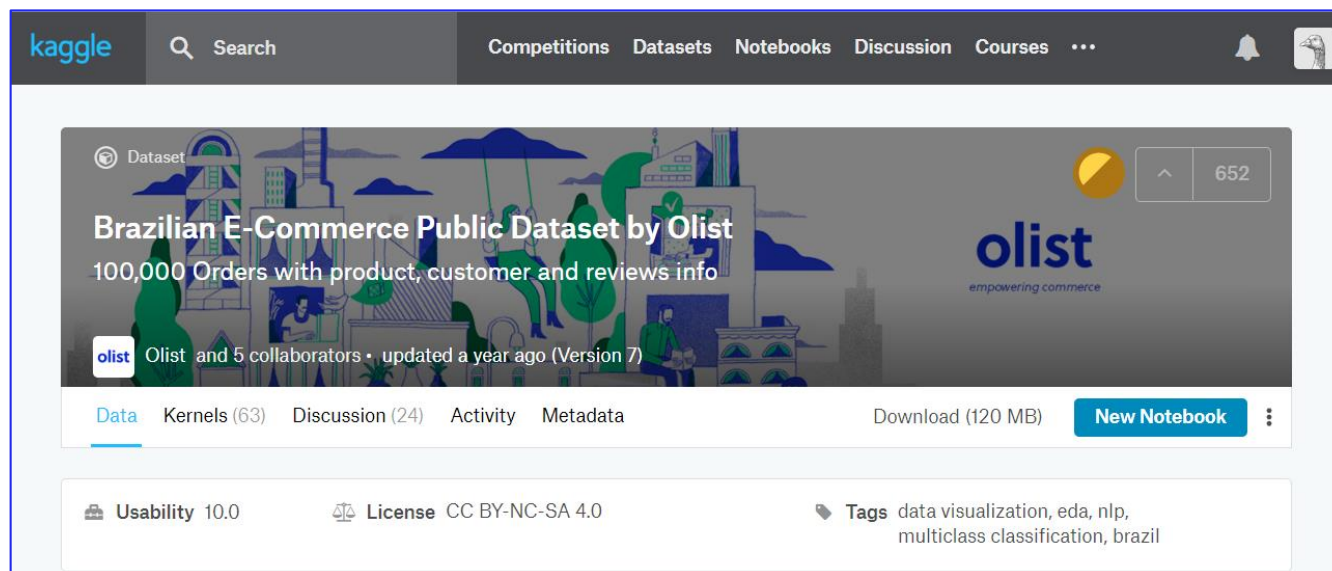 kaggle Search Competitions Datasets Notebooks Discussion Courses
Dataset
652
Brazilian E-Commerce Public Dataset by Olist
100,000 Orders with product, customer and reviews info
olist
empowering commerce
olist Olist and 5 collaborators • updated a year ago (Version 7)
Data Kernels (63) Discussion (24) Activity Metadata Download (120 MB) New Notebook
Usability 10.0 License CC BY-NC-SA 4.0 Tags data visualization, eda, nlp,
multiclass classification, brazil